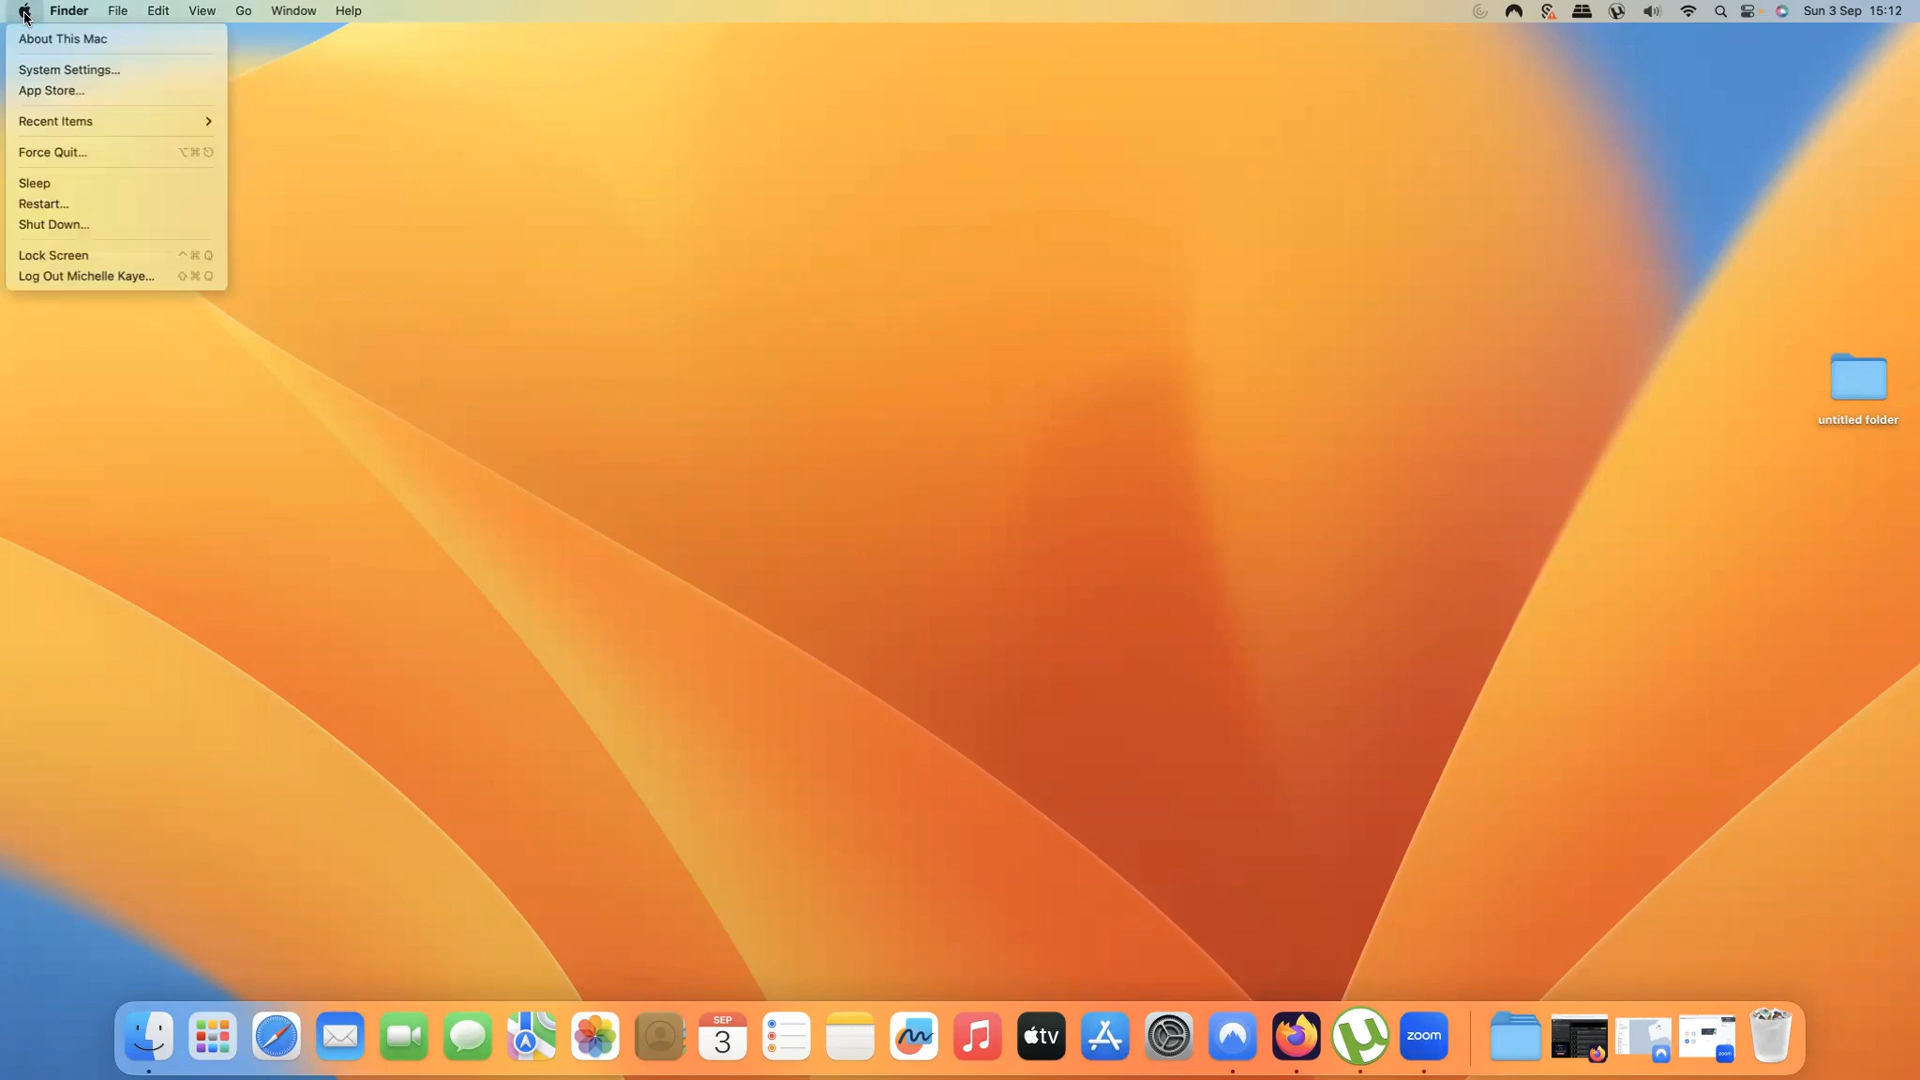 Finder File Edit View Go Window Help Sun 3 Sep 15:12
About This Mac
System Settings...
App Store...
Recent Items
Force Quit... ⌥⌘⎋
Sleep
Restart...
Shut Down...
Lock Screen ^⌘Q
Log Out Michelle Kaye... ⇧⌘Q
untitled folder
SEP
3
tv
zoom